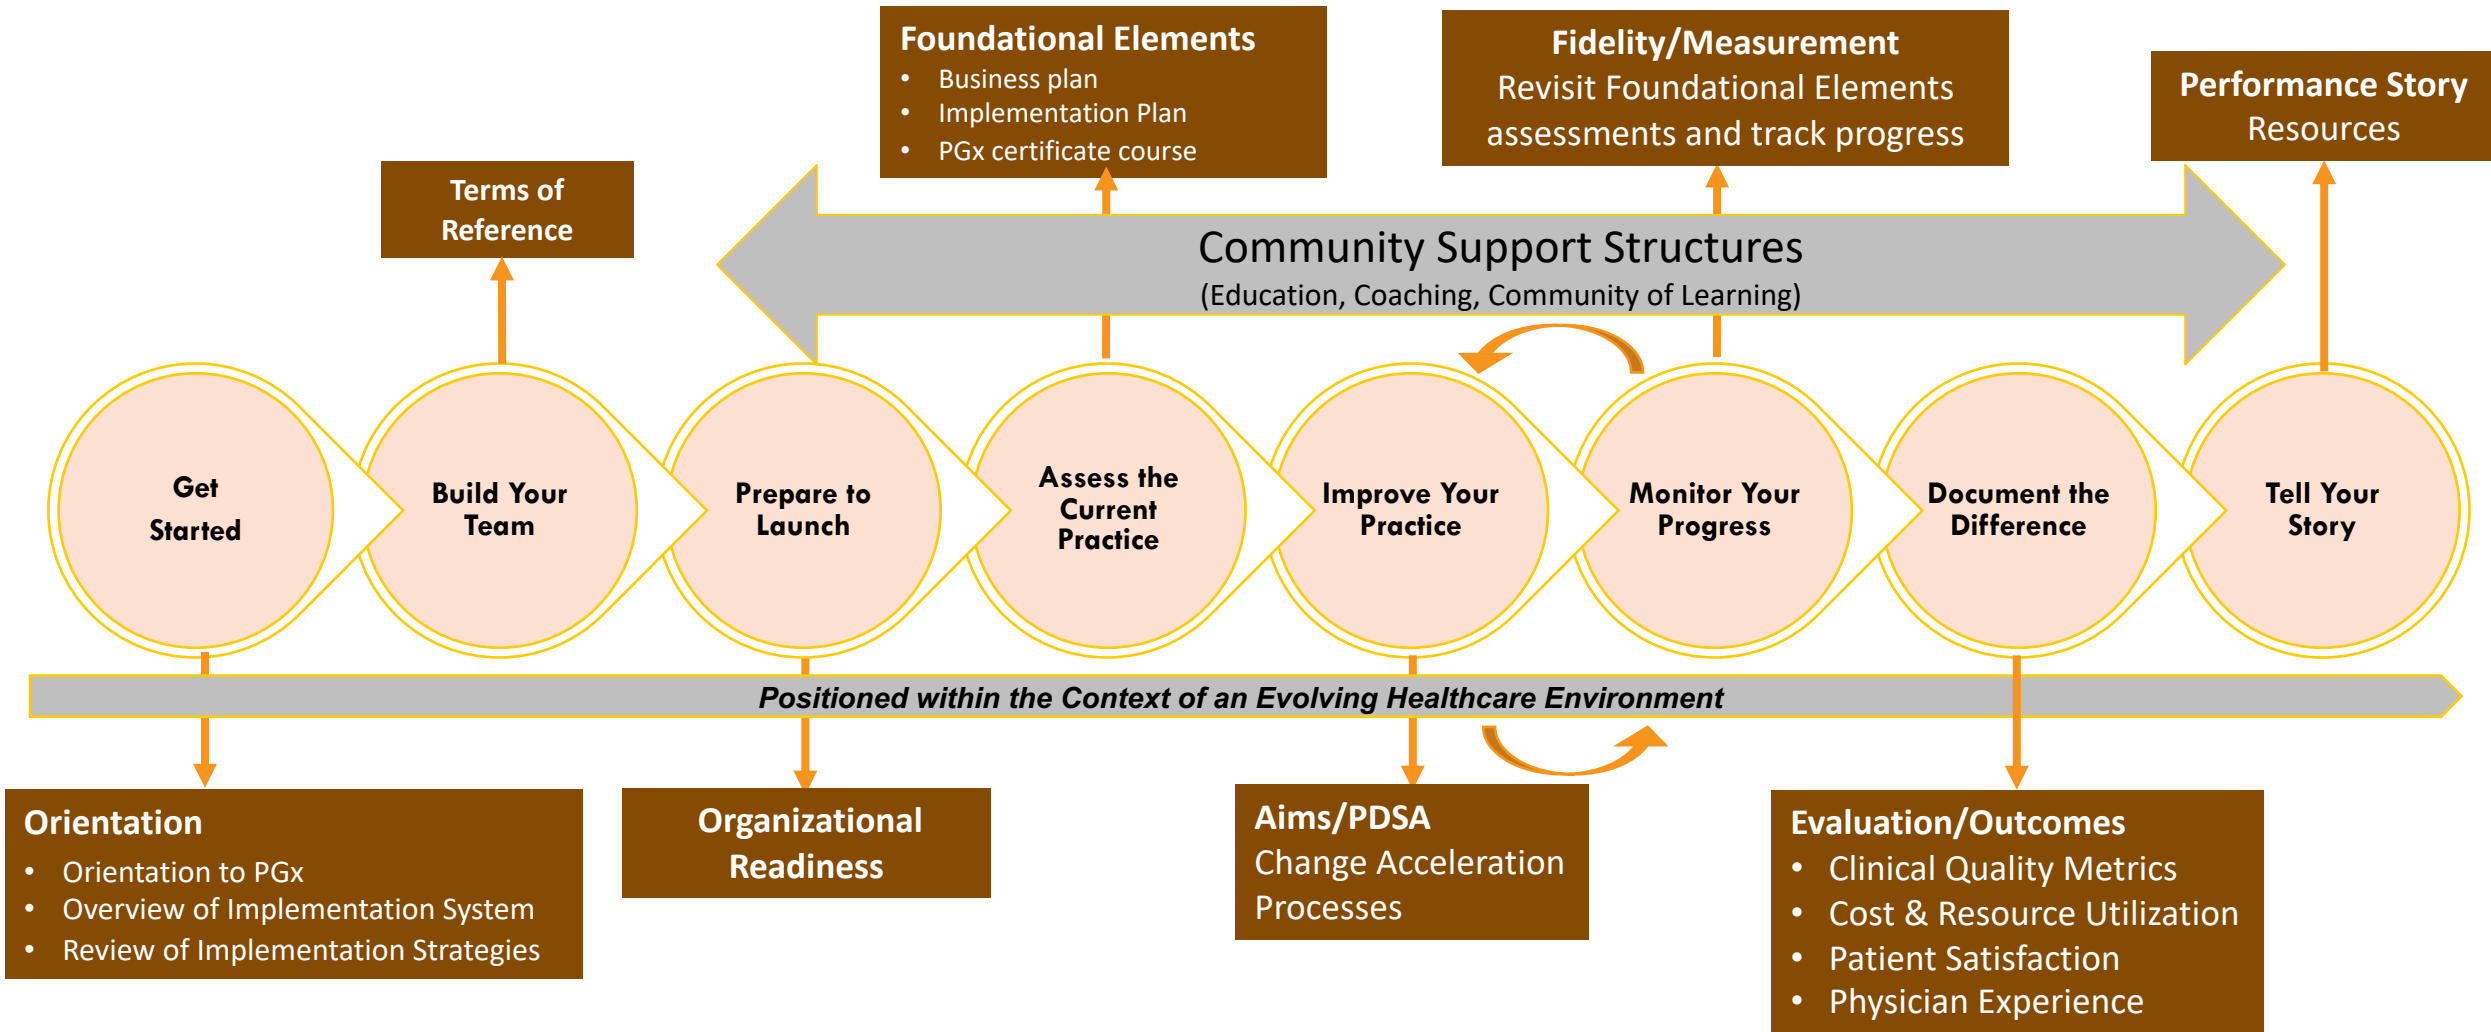 Foundational Elements
• Business plan
• Implementation Plan
• PGx certificate course
Fidelity/Measurement
Revisit Foundational Elements
assessments and track progress
Performance Story
Resources
Terms of
Reference
Community Support Structures
(Education, Coaching, Community of Learning)
Get
Started
Build Your
Team
Prepare to
Launch
Assess the
Current
Practice
Improve Your
Practice
Monitor Your
Progress
Document the
Difference
Tell Your
Story
Positioned within the Context of an Evolving Healthcare Environment
Orientation
• Orientation to PGx
• Overview of Implementation System
• Review of Implementation Strategies
Organizational
Readiness
Aims/PDSA
Change Acceleration
Processes
Evaluation/Outcomes
• Clinical Quality Metrics
• Cost & Resource Utilization
• Patient Satisfaction
• Physician Experience